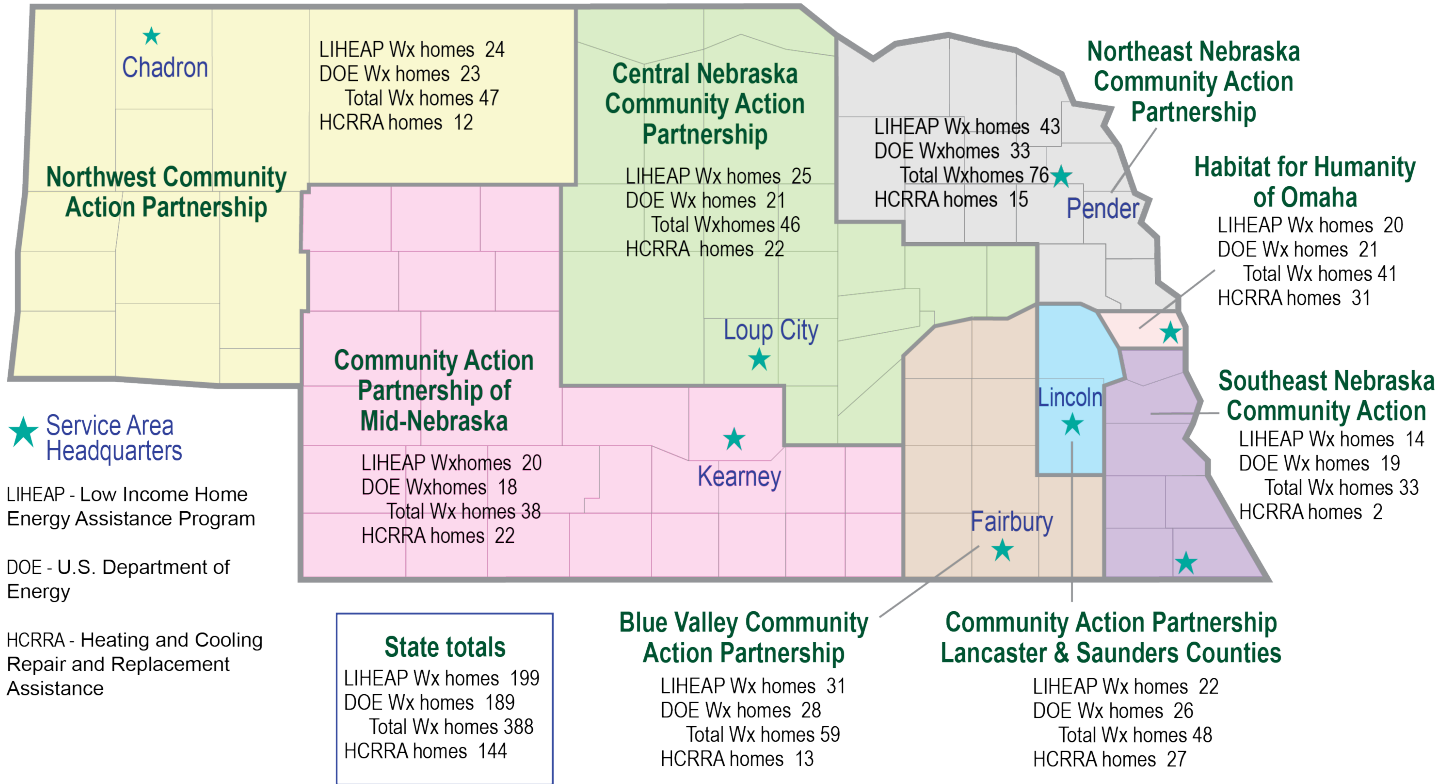 Chadron
LIHEAP Wx homes 24
DOE Wx homes 23
Total Wx homes 47
HCRRA homes 12
Northwest Community
Action Partnership
Central Nebraska
Community Action
Partnership
LIHEAP Wx homes 25
DOE Wx homes 21
Total Wxhomes 46
HCRRA homes 22
Loup City
Northeast Nebraska
Community Action
Partnership
LIHEAP Wx homes 43
DOE Wxhomes 33
Total Wxhomes 76
HCRRA homes 15
Pender
Habitat for Humanity
of Omaha
LIHEAP Wx homes 20
DOE Wx homes 21
Total Wx homes 41
HCRRA homes 31
Community Action
Partnership of
Mid-Nebraska
LIHEAP Wxhomes 20
DOE Wxhomes 18
Total Wx homes 38
HCRRA homes 22
Kearney
Lincoln
Fairbury
Southeast Nebraska
Community Action
LIHEAP Wx homes 14
DOE Wx homes 19
Total Wx homes 33
HCRRA homes 2
Service Area
Headquarters
LIHEAP - Low Income Home
Energy Assistance Program
DOE - U.S. Department of
Energy
HCRRA - Heating and Cooling
Repair and Replacement
Assistance
State totals
LIHEAP Wx homes 199
DOE Wx homes 189
Total Wx homes 388
HCRRA homes 144
Blue Valley Community
Action Partnership
LIHEAP Wx homes 31
DOE Wx homes 28
Total Wx homes 59
HCRRA homes 13
Community Action Partnership
Lancaster & Saunders Counties
LIHEAP Wx homes 22
DOE Wx homes 26
Total Wx homes 48
HCRRA homes 27